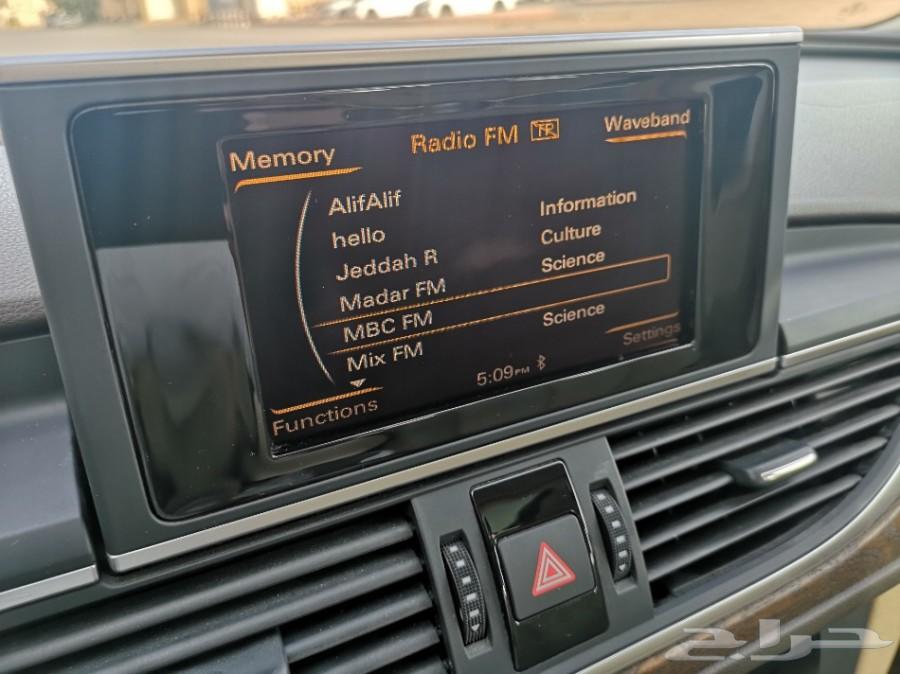 Memory
Radio FM TP
Waveband
AlifAlif Information
hello Culture
Jeddah R Science
Madar FM
MBC FM Science
Mix FM
Settings
5:09PM
Functions
حراج